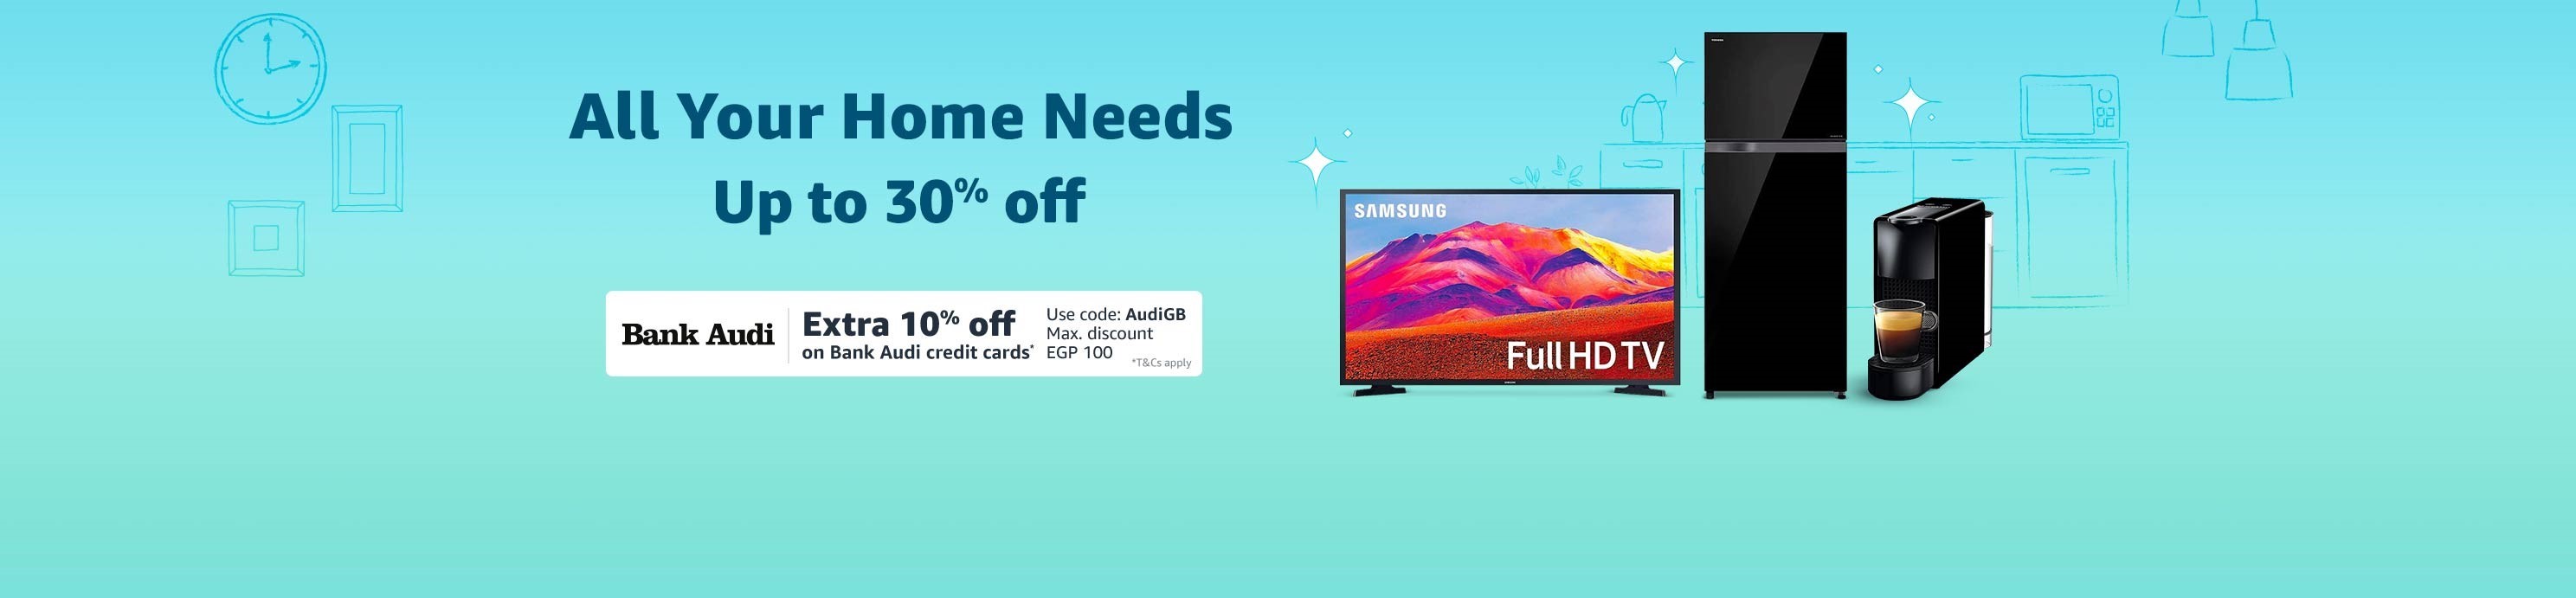 All Your Home Needs
Up to 30% off
Bank Audi
Extra 10% off
on Bank Audi credit cards*
Use code: AudiGB
Max. discount
EGP 100
*T&Cs apply
SAMSUNG
Full HD TV